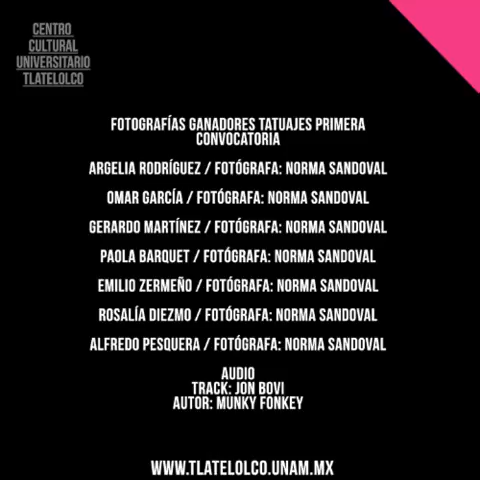 CENTRO
CULTURAL
UNIVERSITARIO
TLATELOLCO
FOTOGRAFÍAS GANADORES TATUAJES PRIMERA
CONVOCATORIA
ARGELIA RODRÍGUEZ / FOTÓGRAFA: NORMA SANDOVAL
OMAR GARCÍA / FOTÓGRAFA: NORMA SANDOVAL
GERARDO MARTÍNEZ / FOTÓGRAFA: NORMA SANDOVAL
PAOLA BARQUET / FOTÓGRAFA: NORMA SANDOVAL
EMILIO ZERMEÑO / FOTÓGRAFA: NORMA SANDOVAL
ROSALÍA DIEZMO / FOTÓGRAFA: NORMA SANDOVAL
ALFREDO PESQUERA / FOTÓGRAFA: NORMA SANDOVAL
AUDIO
TRACK: JON BOVI
AUTOR: MUNKY FONKEY
WWW.TLATELOLCO.UNAM.MX